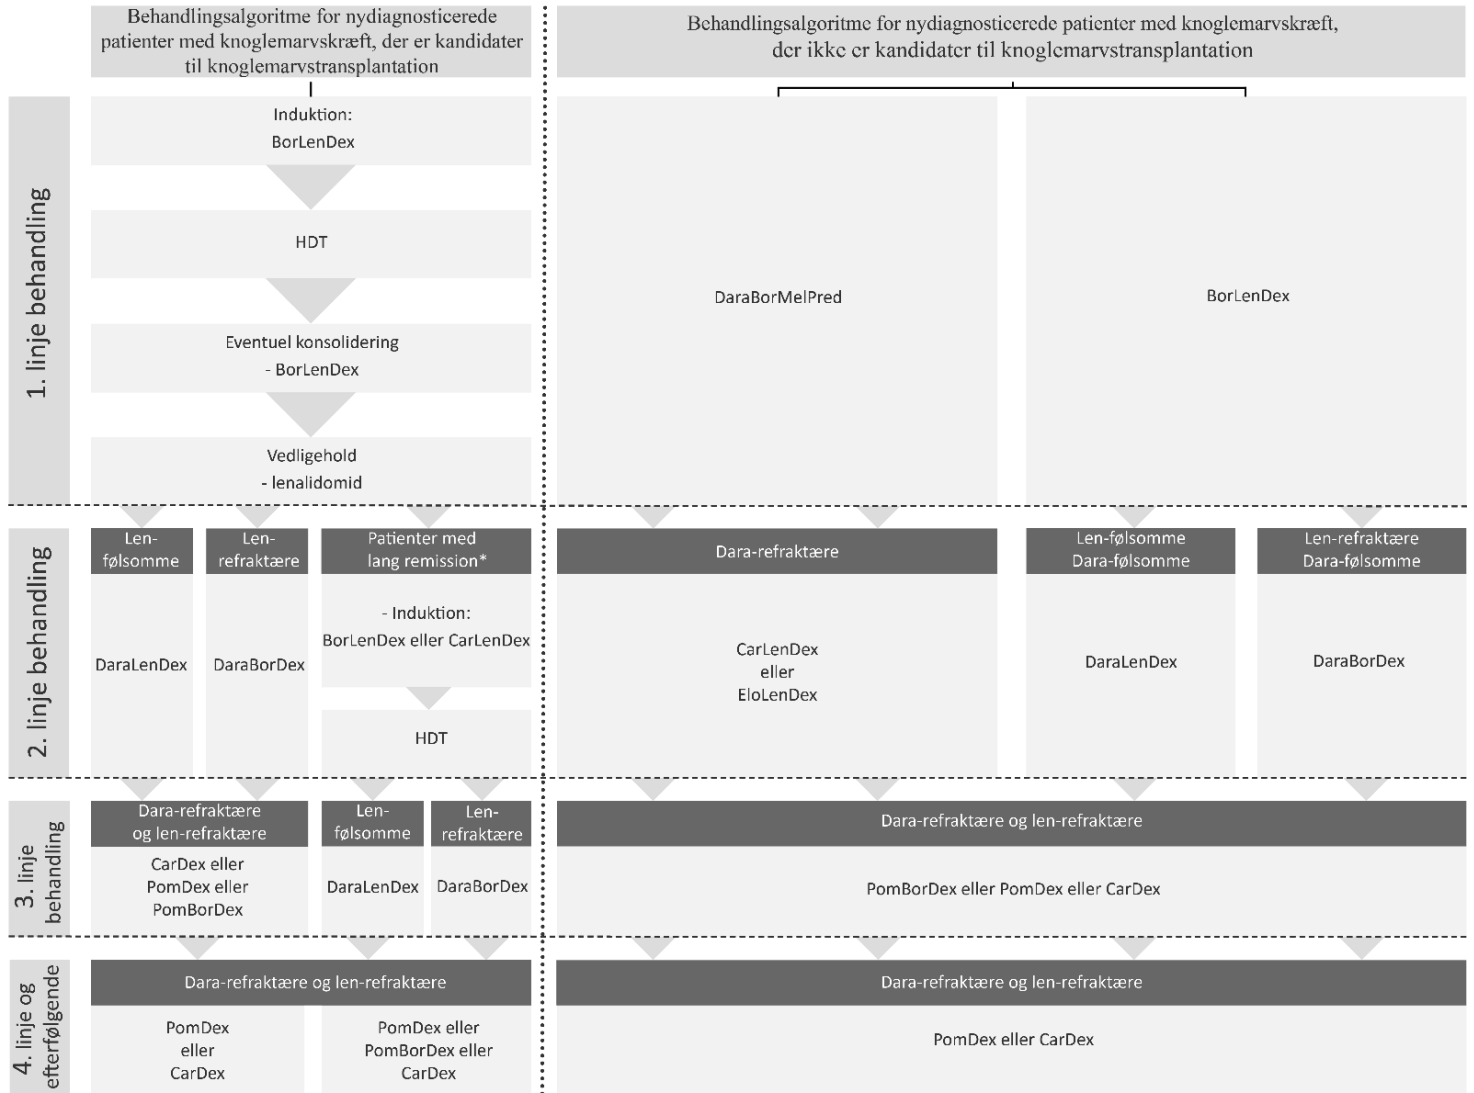 Behandlingsalgoritme for nydiagnosticerede
patienter med knoglemarvskræft, der er kandidater
til knoglemarvstransplantation
Behandlingsalgoritme for nydiagnosticerede patienter med knoglemarvskræft,
der ikke er kandidater til knoglemarvstransplantation
1. linje behandling
Induktion:
BorLenDex
HDT
Eventuel konsolidering
- BorLenDex
Vedligehold
- lenalidomid
DaraBorMelPred
BorLenDex
2. linje behandling
Len-
følsomme
DaraLenDex
Len-
refraktære
DaraBorDex
Patienter med
lang remission*
- Induktion:
BorLenDex eller CarLenDex
HDT
Dara-refraktære
CarLenDex
eller
EloLenDex
Len-følsomme
Dara-følsomme
DaraLenDex
Len-refraktære
Dara-følsomme
DaraBorDex
3. linje
behandling
Dara-refraktære
og len-refraktære
CarDex eller
PomDex eller
PomBorDex
Len-
følsomme
DaraLenDex
Len-
refraktære
DaraBorDex
Dara-refraktære og len-refraktære
PomBorDex eller PomDex eller CarDex
4. linje og
efterfølgende
Dara-refraktære og len-refraktære
PomDex
eller
CarDex
PomDex eller
PomBorDex eller
CarDex
Dara-refraktære og len-refraktære
PomDex eller CarDex